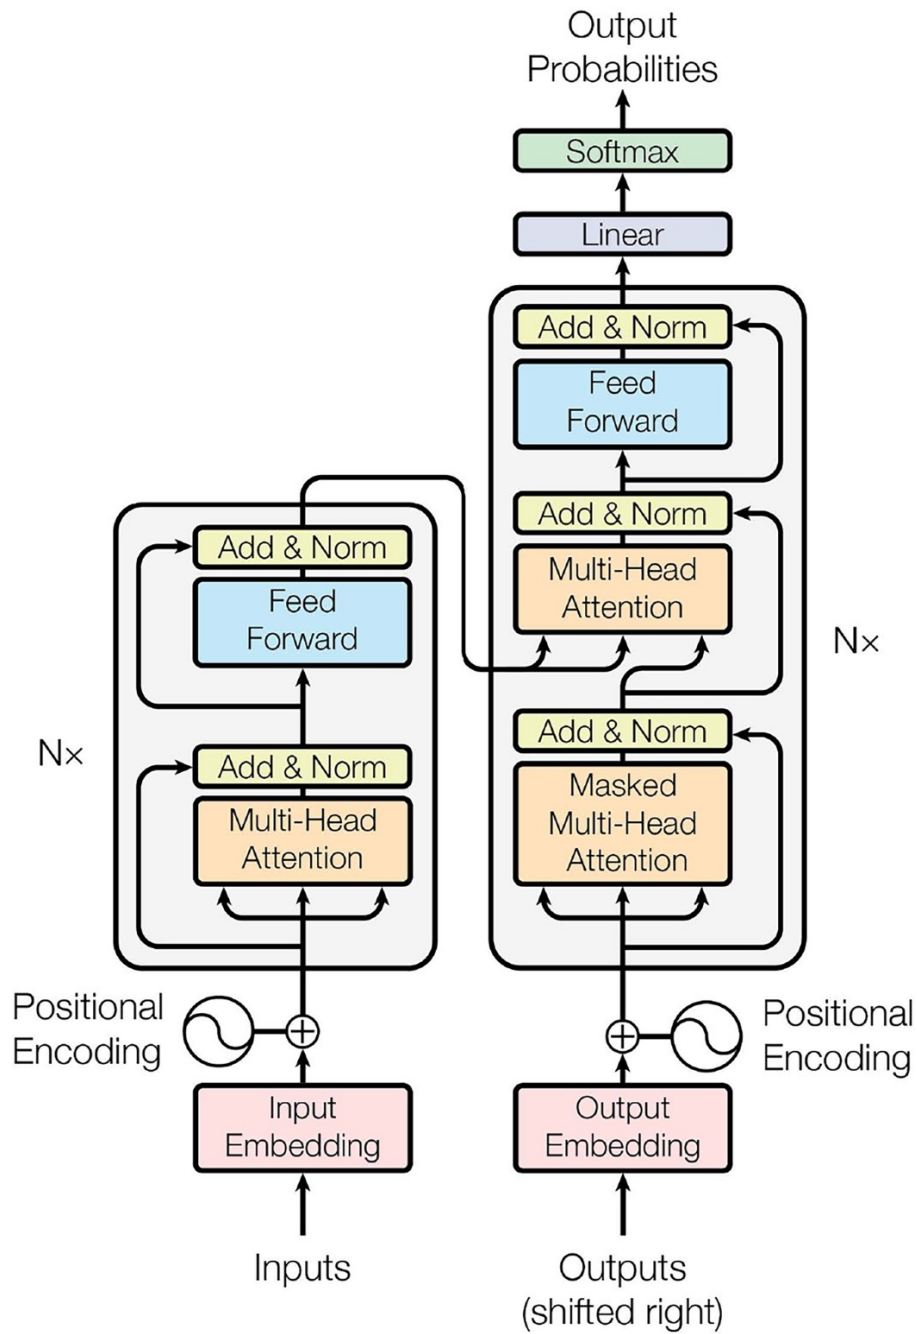 Output
Probabilities
Softmax
Linear
Add & Norm
Feed
Forward
Add & Norm
Multi-Head
Attention
Add & Norm
Masked
Multi-Head
Attention
N×
Add & Norm
Feed
Forward
Add & Norm
Multi-Head
Attention
N×
Positional
Encoding
Positional
Encoding
Input
Embedding
Output
Embedding
Inputs
Outputs
(shifted right)